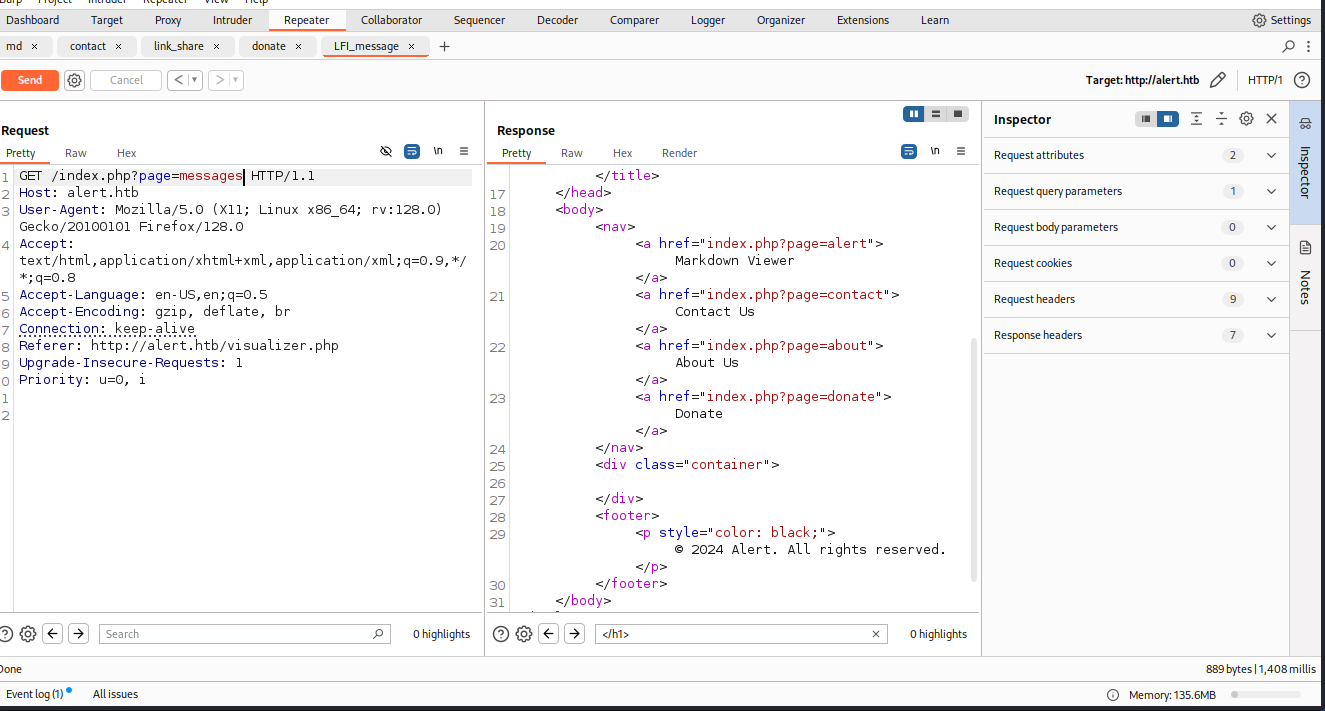 Burp Project Intruder Repeater View Help
Dashboard Target Proxy Intruder Repeater Collaborator Sequencer Decoder Comparer Logger Organizer Extensions Learn Settings
md × contact × link_share × donate × LFI_message × +
Send Cancel < > Target: http://alert.htb HTTP/1 ?
Request
Pretty Raw Hex \n
1 GET /index.php?page=messages HTTP/1.1
2 Host: alert.htb
3 User-Agent: Mozilla/5.0 (X11; Linux x86_64; rv:128.0)
Gecko/20100101 Firefox/128.0
4 Accept:
text/html,application/xhtml+xml,application/xml;q=0.9,*/
*;q=0.8
5 Accept-Language: en-US,en;q=0.5
6 Accept-Encoding: gzip, deflate, br
7 Connection: keep-alive
8 Referer: http://alert.htb/visualizer.php
9 Upgrade-Insecure-Requests: 1
0 Priority: u=0, i
1
2
? Search 0 highlights
Response
Pretty Raw Hex Render \n
</title>
17 </head>
18 <body>
19 <nav>
20 <a href="index.php?page=alert">
Markdown Viewer
</a>
21 <a href="index.php?page=contact">
Contact Us
</a>
22 <a href="index.php?page=about">
About Us
</a>
23 <a href="index.php?page=donate">
Donate
</a>
24 </nav>
25 <div class="container">
26
27 </div>
28 <footer>
29 <p style="color: black;">
© 2024 Alert. All rights reserved.
</p>
30 </footer>
31 </body>
? </h1> × 0 highlights
Inspector
Request attributes 2
Request query parameters 1
Request body parameters 0
Request cookies 0
Request headers 9
Response headers 7
Inspector
Notes
Done 889 bytes | 1,408 millis
Event log (1) All issues Memory: 135.6MB